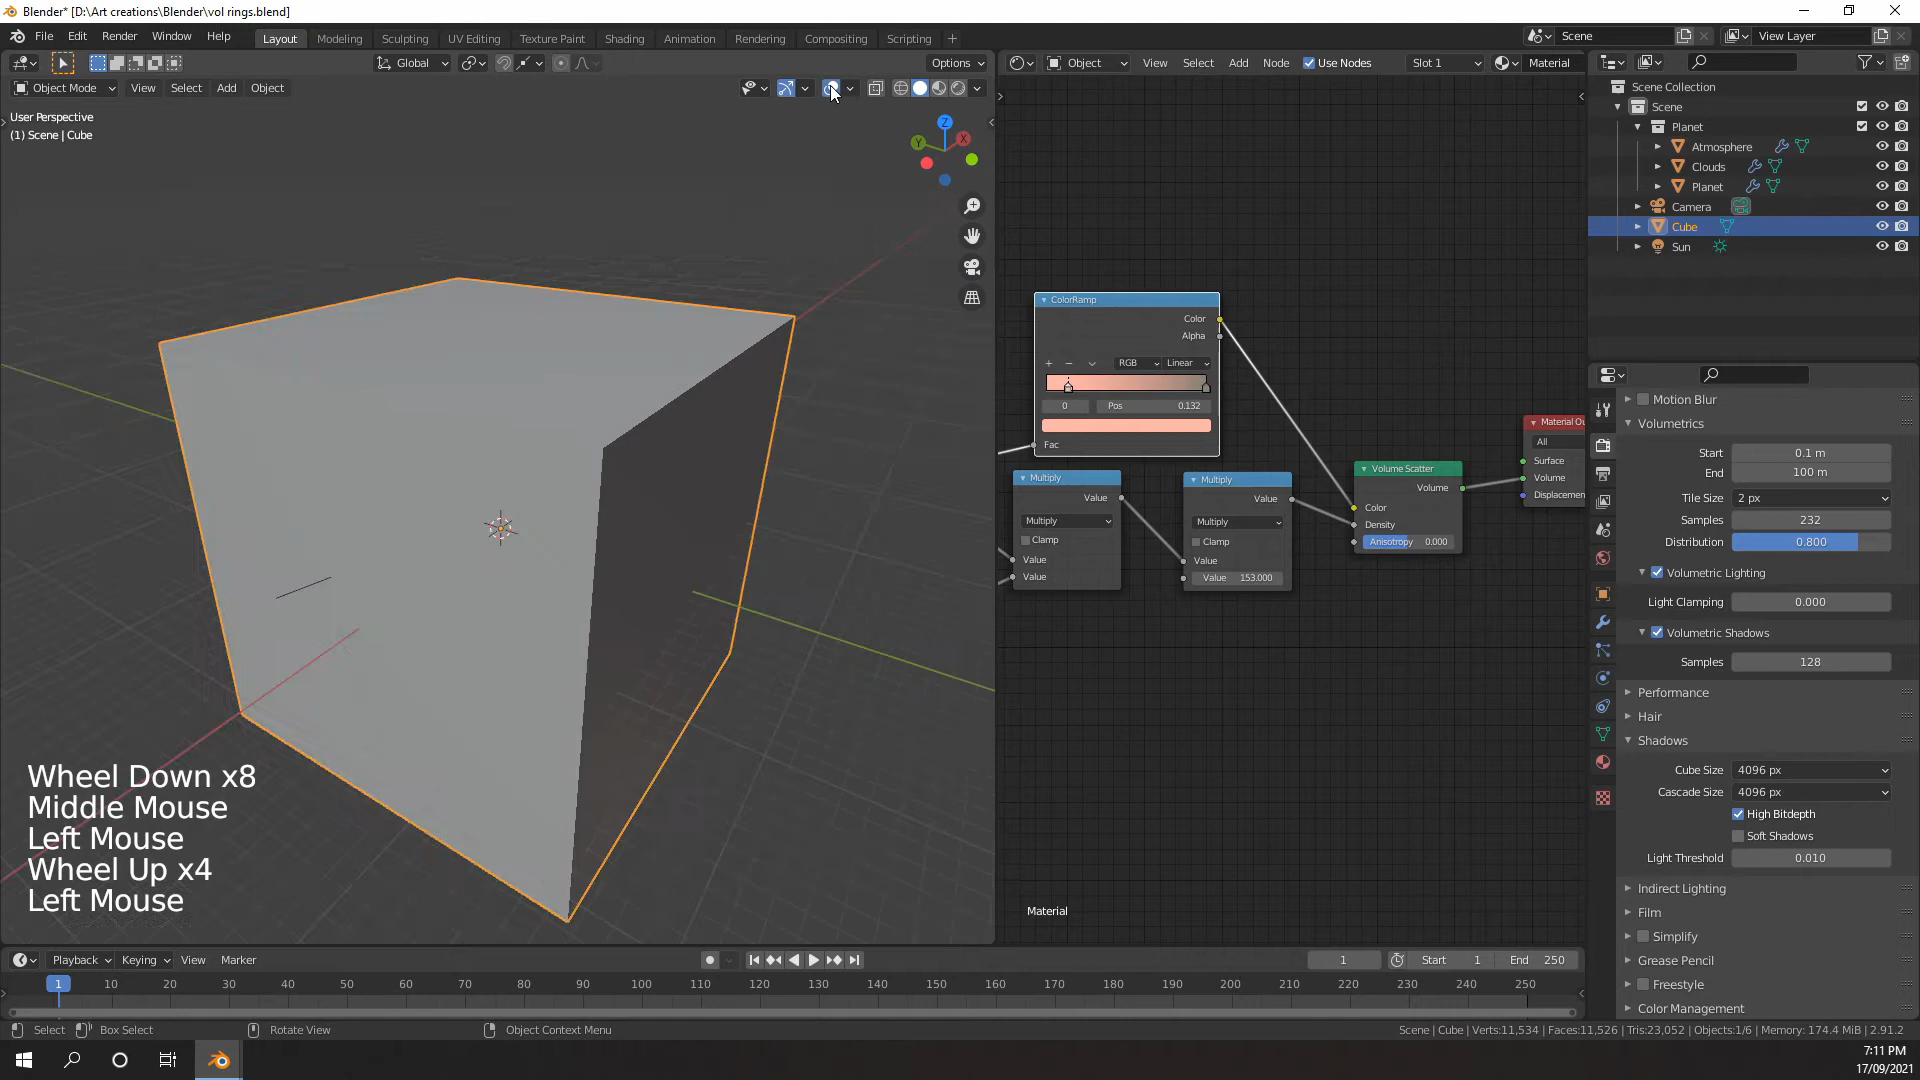 Blender* [D:\Art creations\Blender\vol rings.blend]
File Edit Render Window Help
Layout Modeling Sculpting UV Editing Texture Paint Shading Animation Rendering Compositing Scripting
Scene
View Layer
Global
Options
Object
View Select Add Node
Use Nodes
Slot 1
Material
Object Mode View Select Add Object
User Perspective
(1) Scene | Cube
Z
Y
X
Scene Collection
Scene
Planet
Atmosphere
Clouds
Planet
Camera
Cube
Sun
ColorRamp
Color
Alpha
RGB
Linear
0
Pos 0.132
Fac
Multiply
Value
Multiply
Clamp
Value
Value
Multiply
Value
Multiply
Clamp
Value
Value 153.000
Volume Scatter
Volume
Color
Density
Anisotropy 0.000
Material Ou
All
Surface
Volume
Displacemen
Material
Motion Blur
Volumetrics
Start 0.1 m
End 100 m
Tile Size 2 px
Samples 232
Distribution 0.800
Volumetric Lighting
Light Clamping 0.000
Volumetric Shadows
Samples 128
Performance
Hair
Shadows
Cube Size 4096 px
Cascade Size 4096 px
High Bitdepth
Soft Shadows
Light Threshold 0.010
Indirect Lighting
Film
Simplify
Grease Pencil
Freestyle
Color Management
Wheel Down x8
Middle Mouse
Left Mouse
Wheel Up x4
Left Mouse
Playback Keying View Marker
1
Start 1
End 250
1 10 20 30 40 50 60 70 80 90 100 110 120 130 140 150 160 170 180 190 200 210 220 230 240 250
Select Box Select Rotate View Object Context Menu
Scene | Cube | Verts:11,534 | Faces:11,526 | Tris:23,052 | Objects:1/6 | Memory: 174.4 MiB | 2.91.2
7:11 PM
17/09/2021